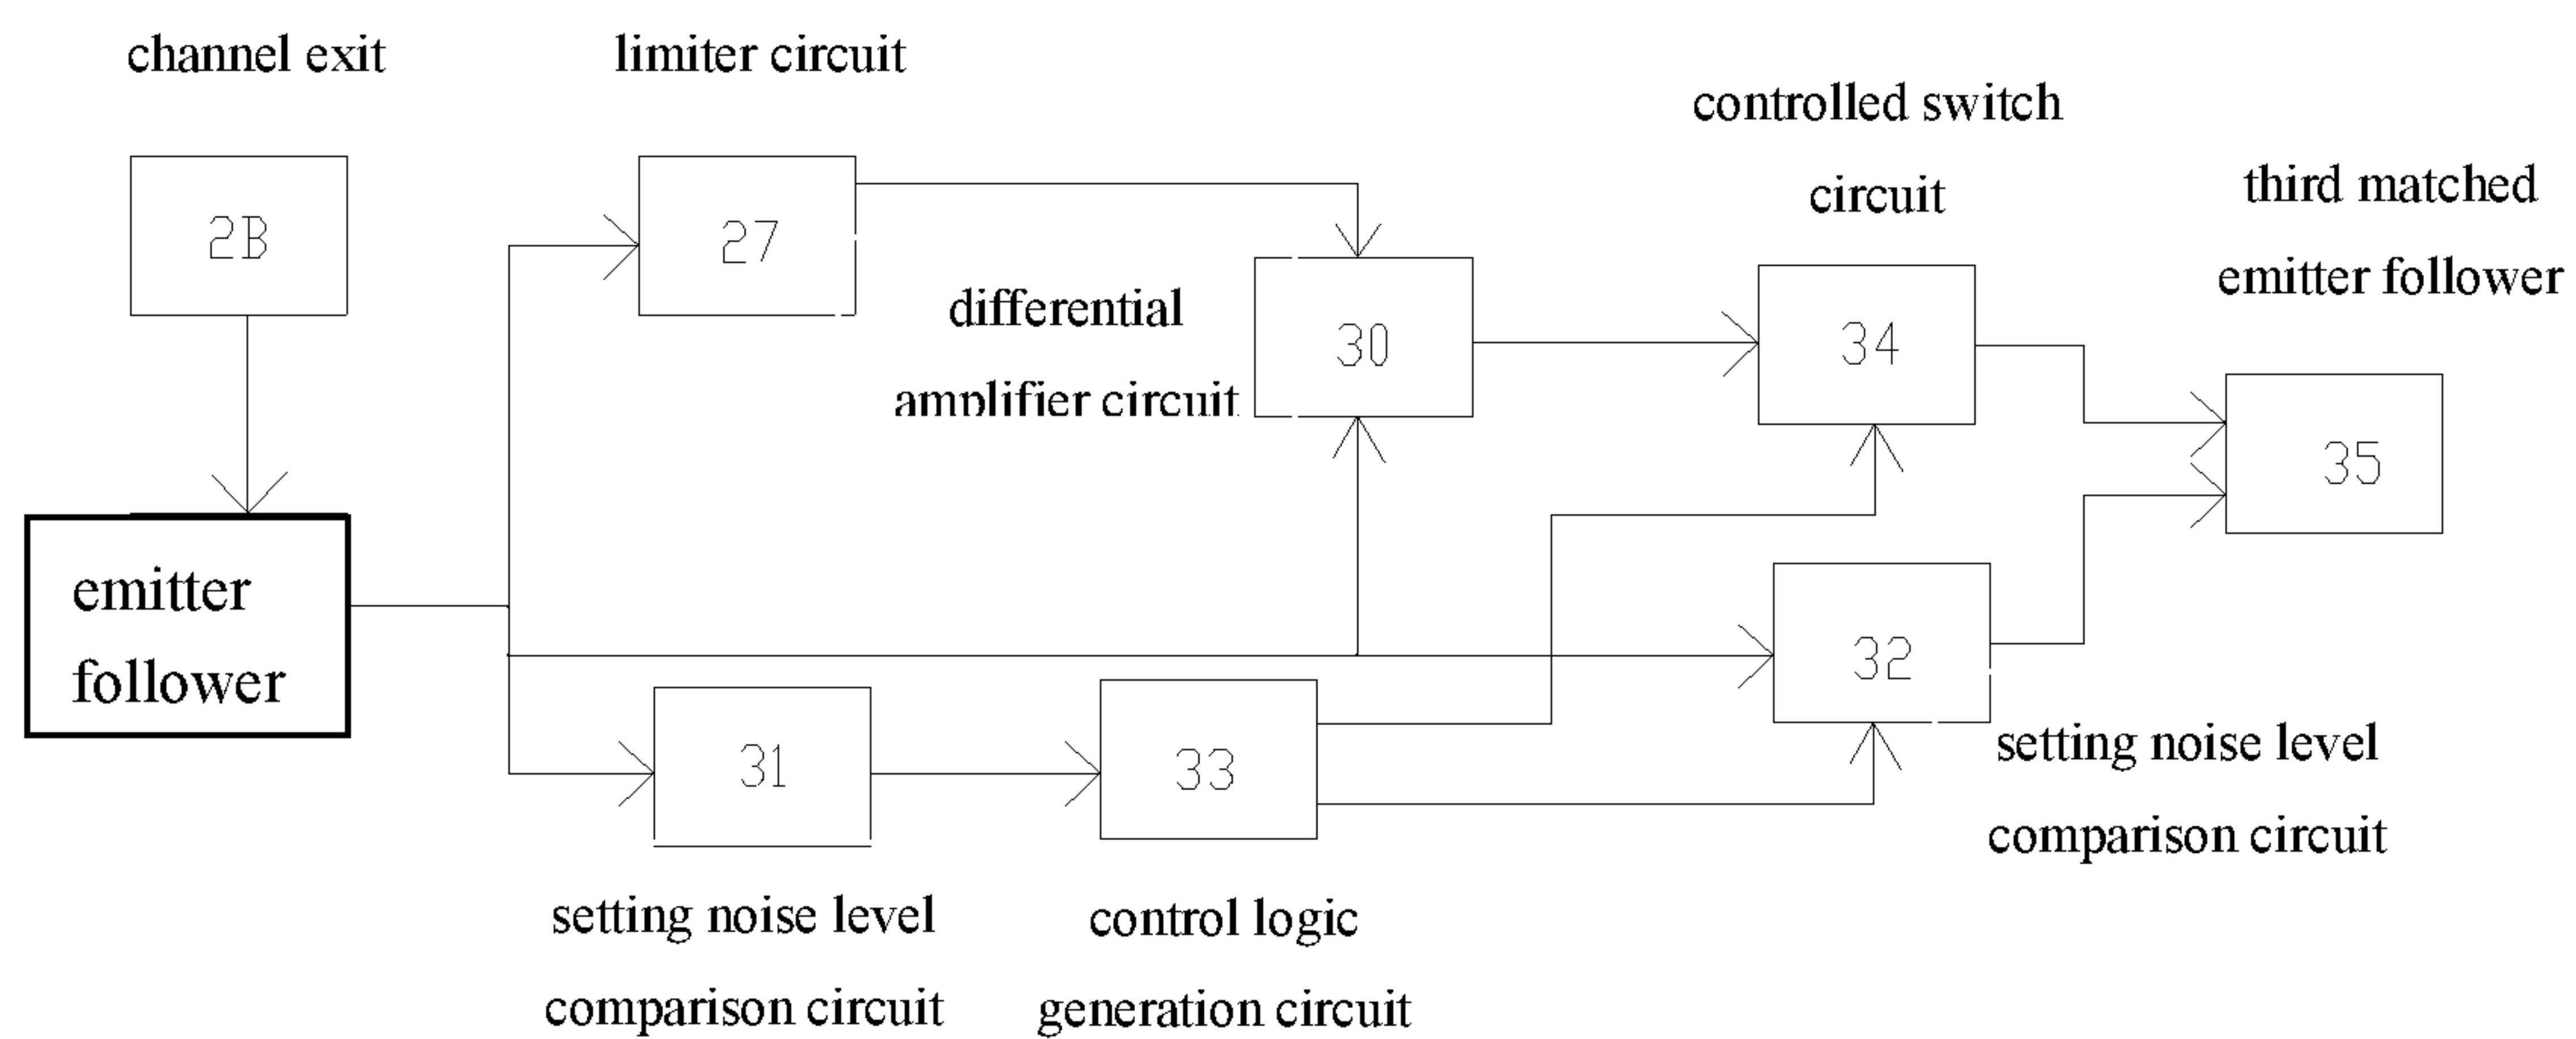 channel exit
limiter circuit
controlled switch
circuit
third matched
emitter follower
2B
27
differential
amplifier circuit
30
34
35
emitter
follower
32
31
33
setting noise level
comparison circuit
setting noise level
comparison circuit
control logic
generation circuit